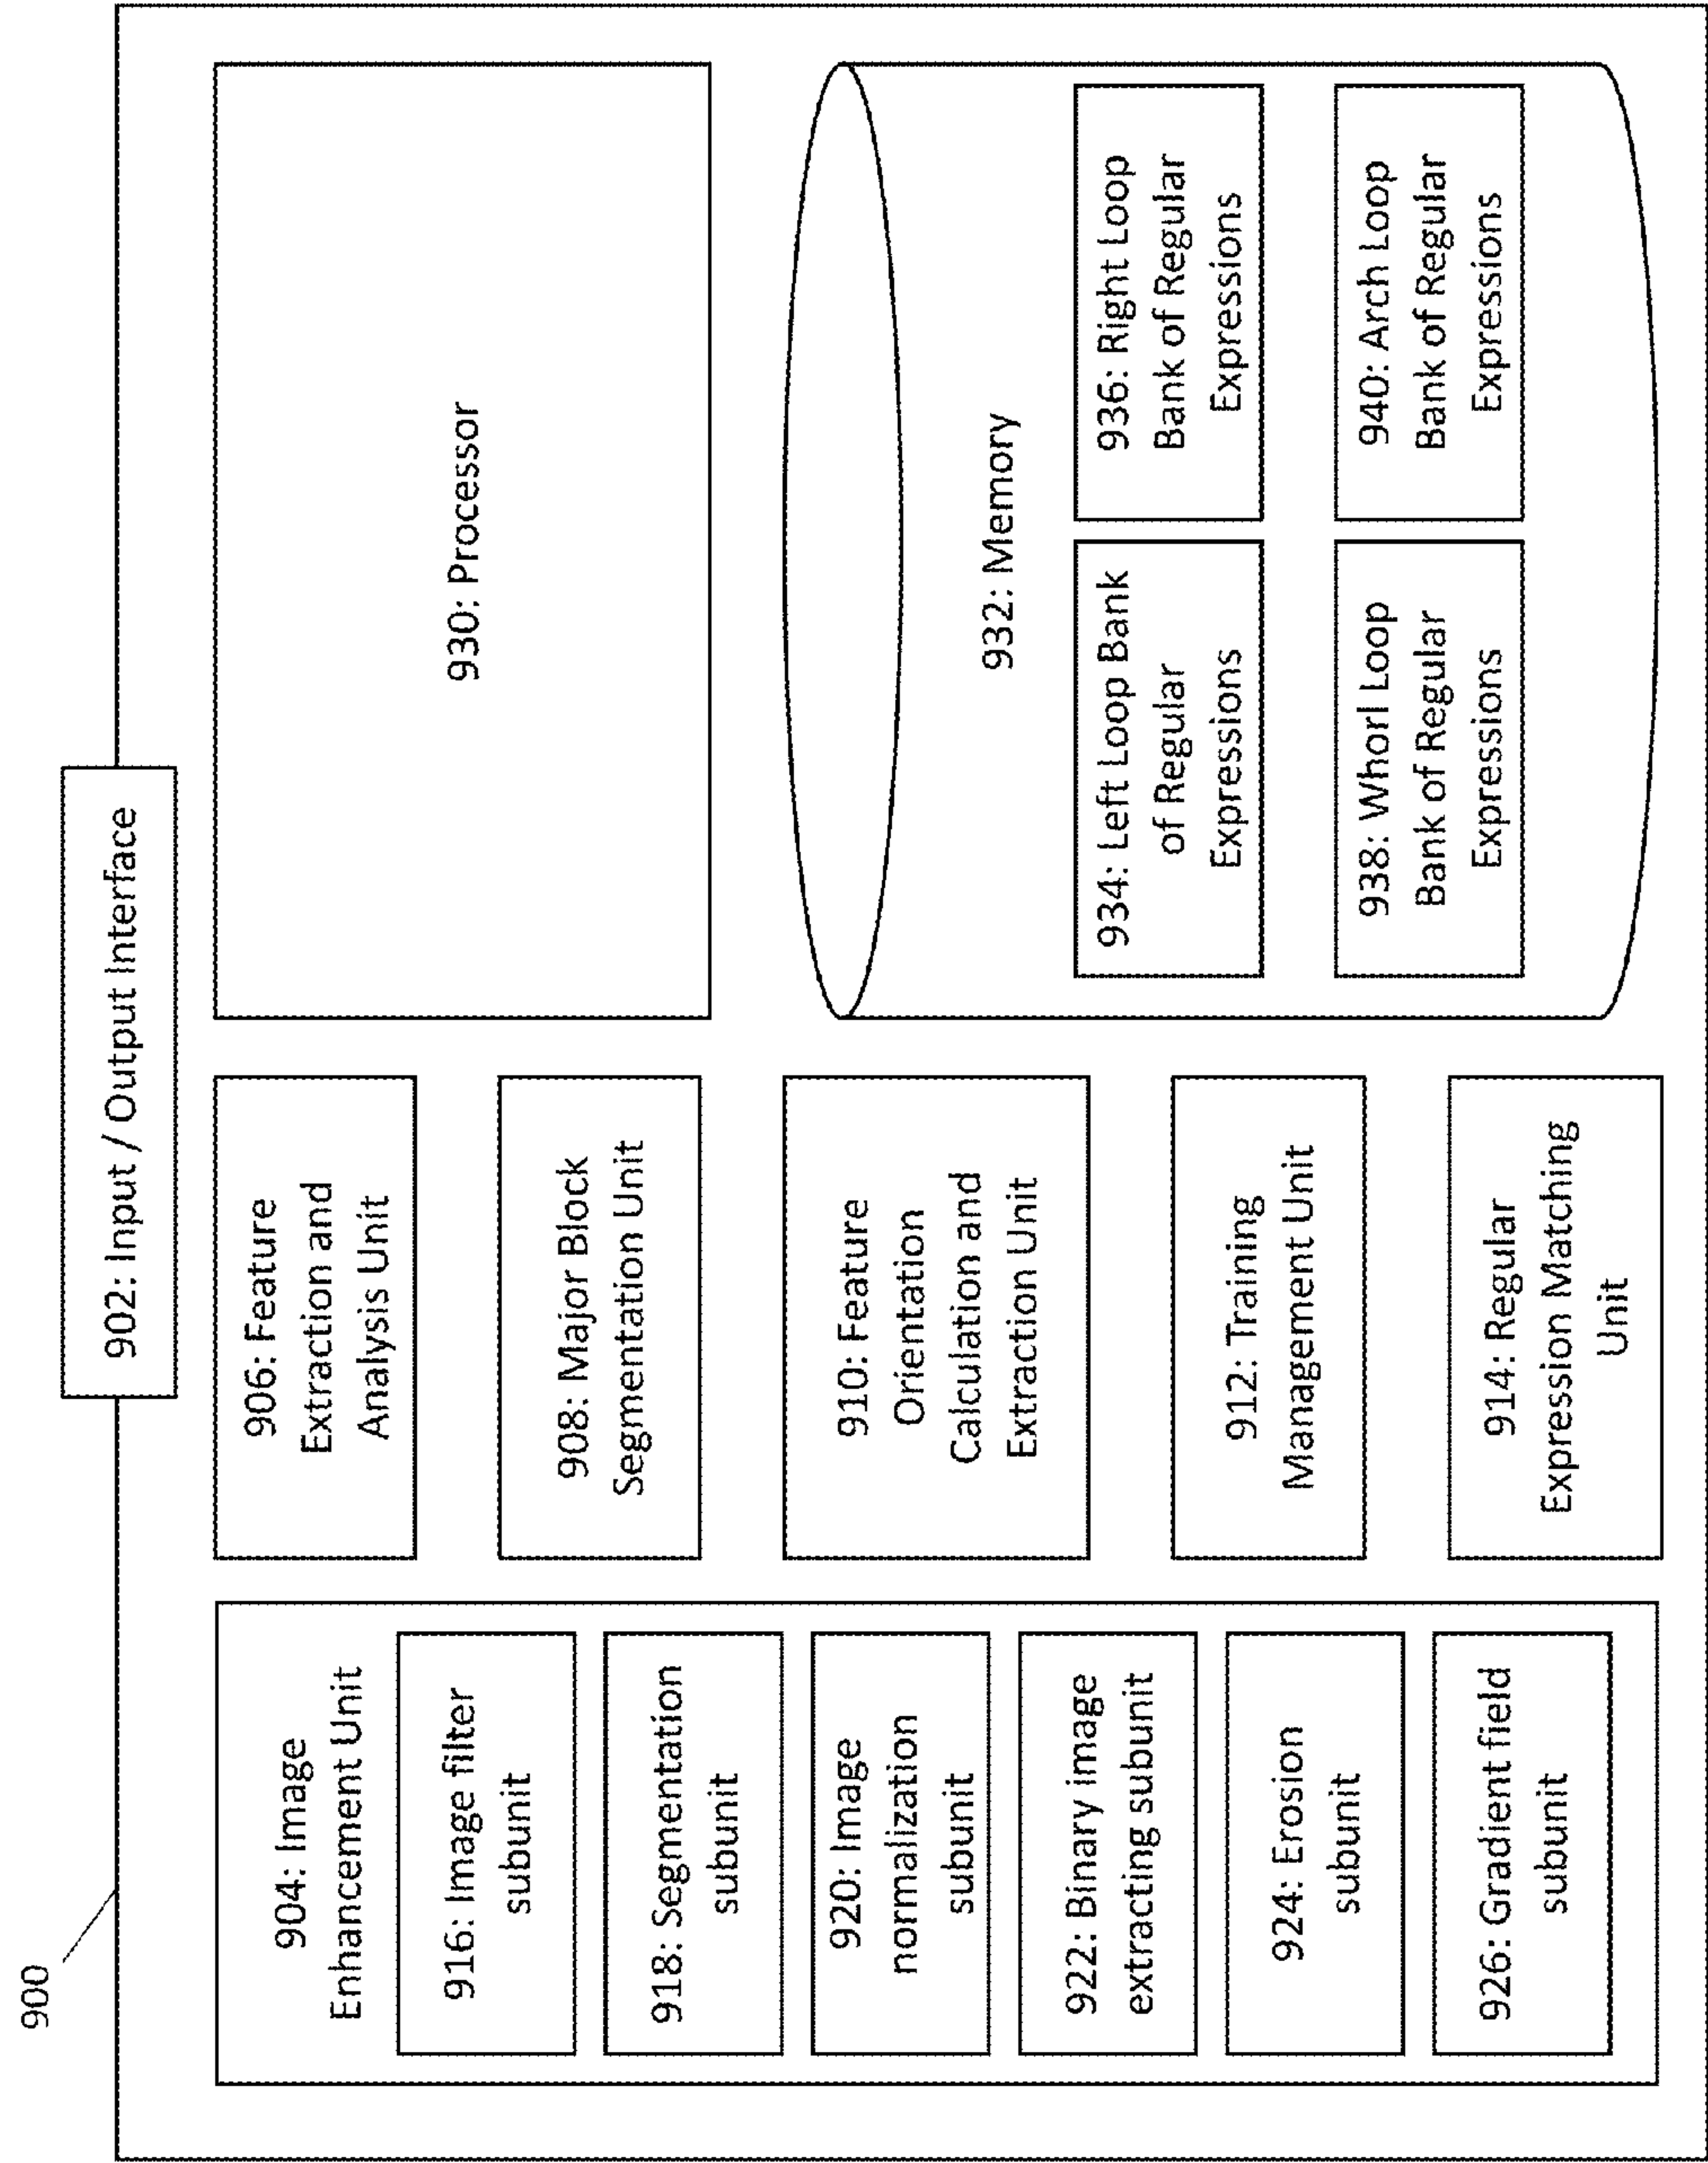 900
902: Input / Output Interface
904: Image
Enhancement Unit
916: Image filter
subunit
918: Segmentation
subunit
920: Image
normalization
subunit
922: Binary image
extracting subunit
924: Erosion
subunit
926: Gradient field
subunit
906: Feature
Extraction and
Analysis Unit
908: Major Block
Segmentation Unit
910: Feature
Orientation
Calculation and
Extraction Unit
912: Training
Management Unit
914: Regular
Expression Matching
Unit
930: Processor
932: Memory
934: Left Loop Bank
of Regular
Expressions
936: Right Loop
Bank of Regular
Expressions
938: Whorl Loop
Bank of Regular
Expressions
940: Arch Loop
Bank of Regular
Expressions